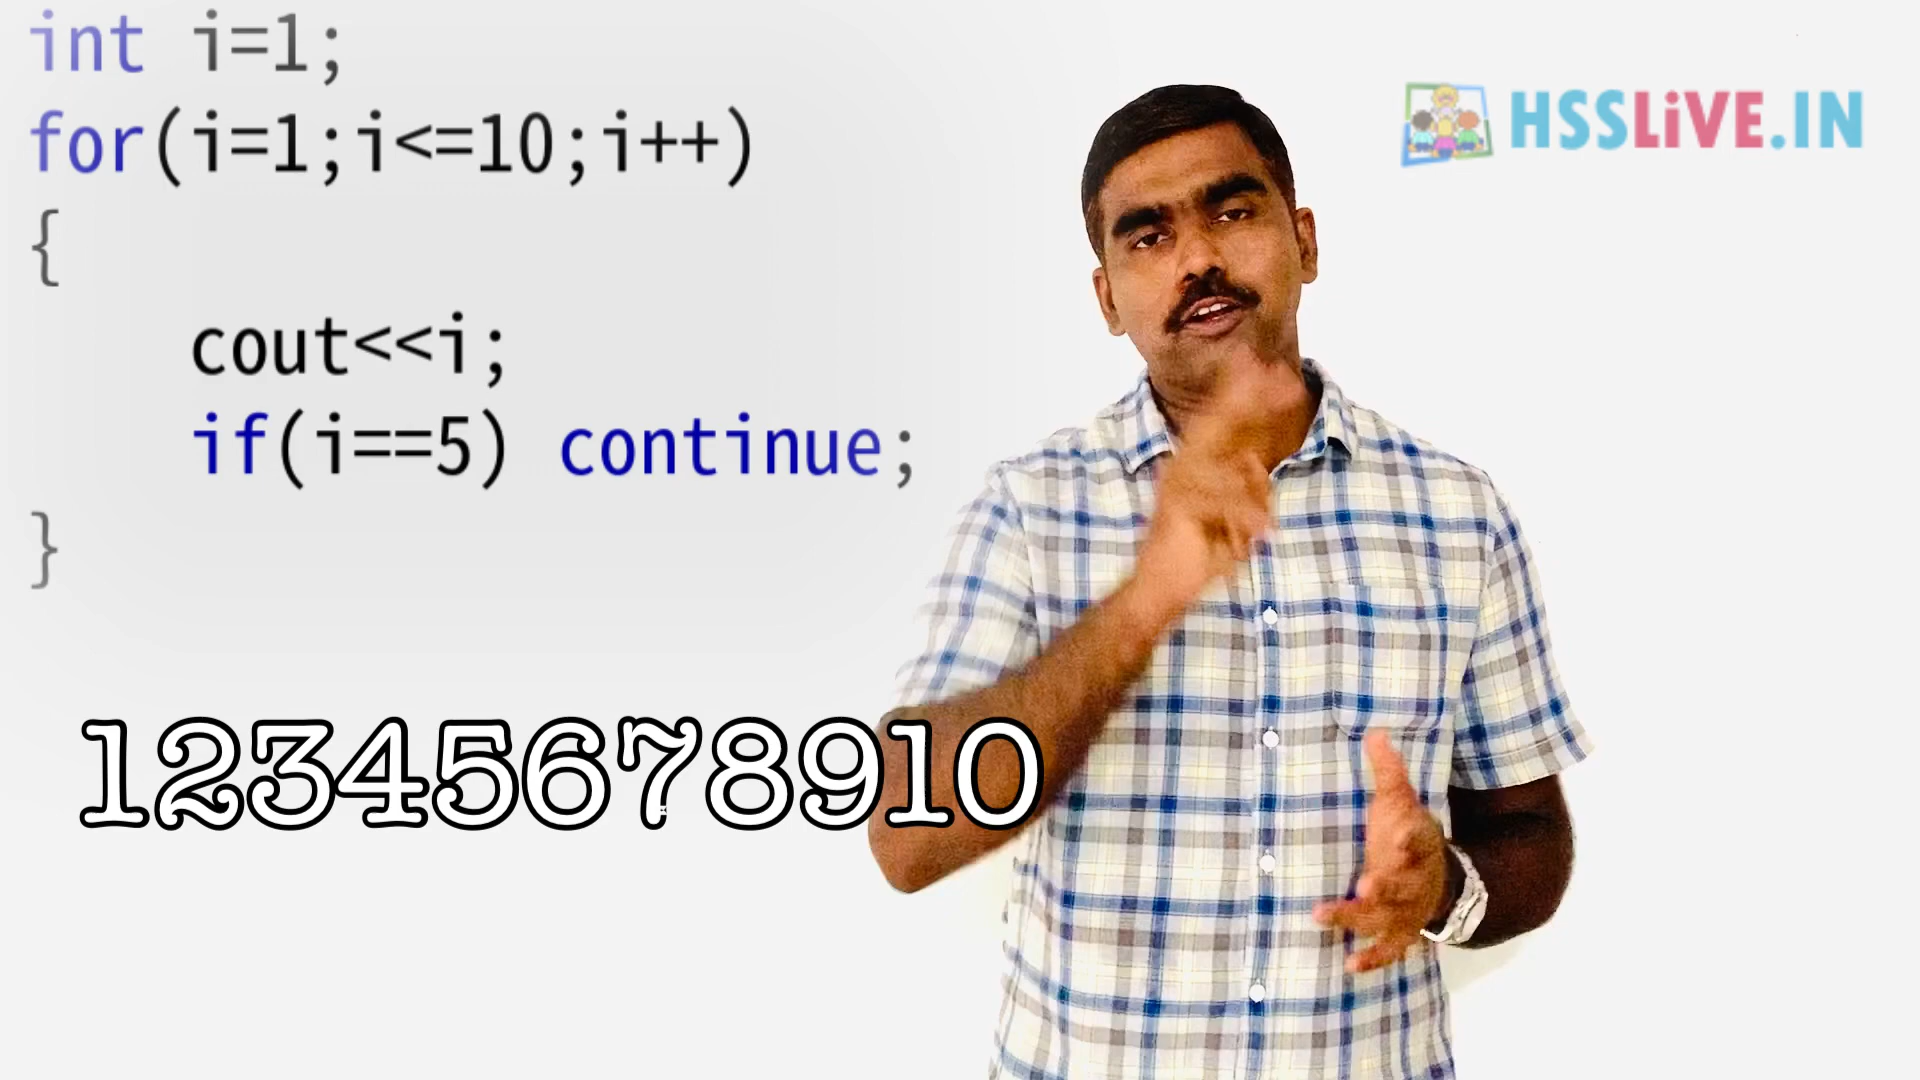 int i=1;
for(i=1;i<=10;i++)
{
cout<<i;
if(i==5) continue;
}
12345678910
HSSLiVE.IN